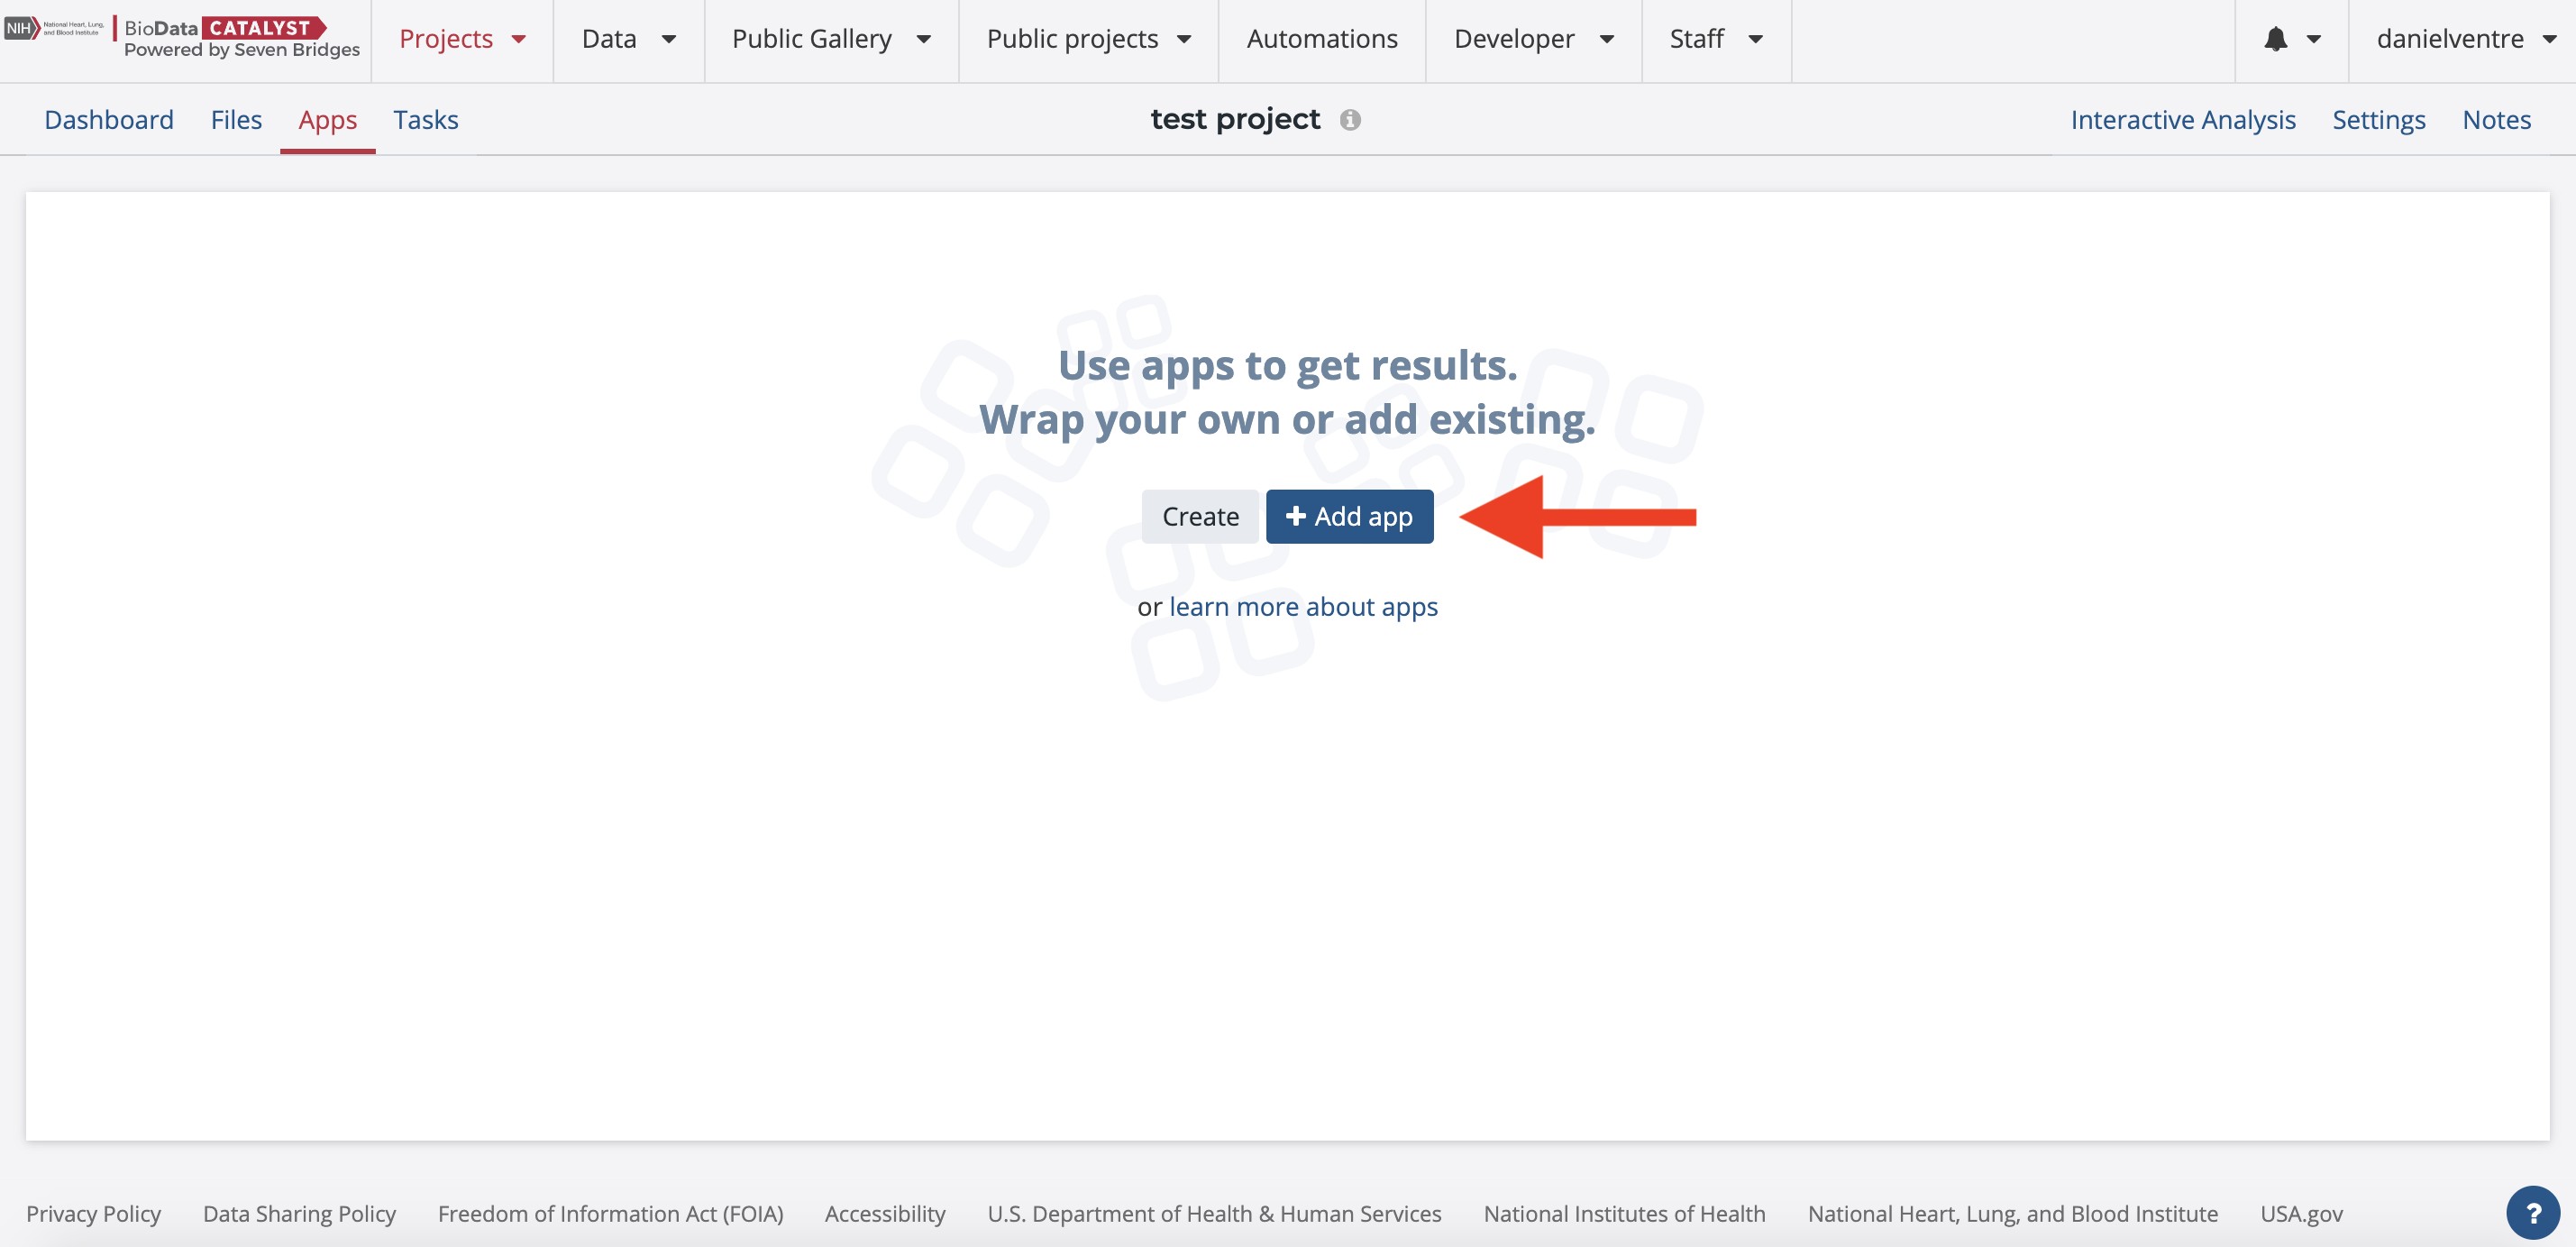 NIH National Heart, Lung, and Blood Institute BioData CATALYST
Powered by Seven Bridges
Projects Data Public Gallery Public projects Automations Developer Staff danielventre
Dashboard Files Apps Tasks test project Interactive Analysis Settings Notes
Use apps to get results.
Wrap your own or add existing.
Create + Add app
or learn more about apps
Privacy Policy Data Sharing Policy Freedom of Information Act (FOIA) Accessibility U.S. Department of Health & Human Services National Institutes of Health National Heart, Lung, and Blood Institute USA.gov ?